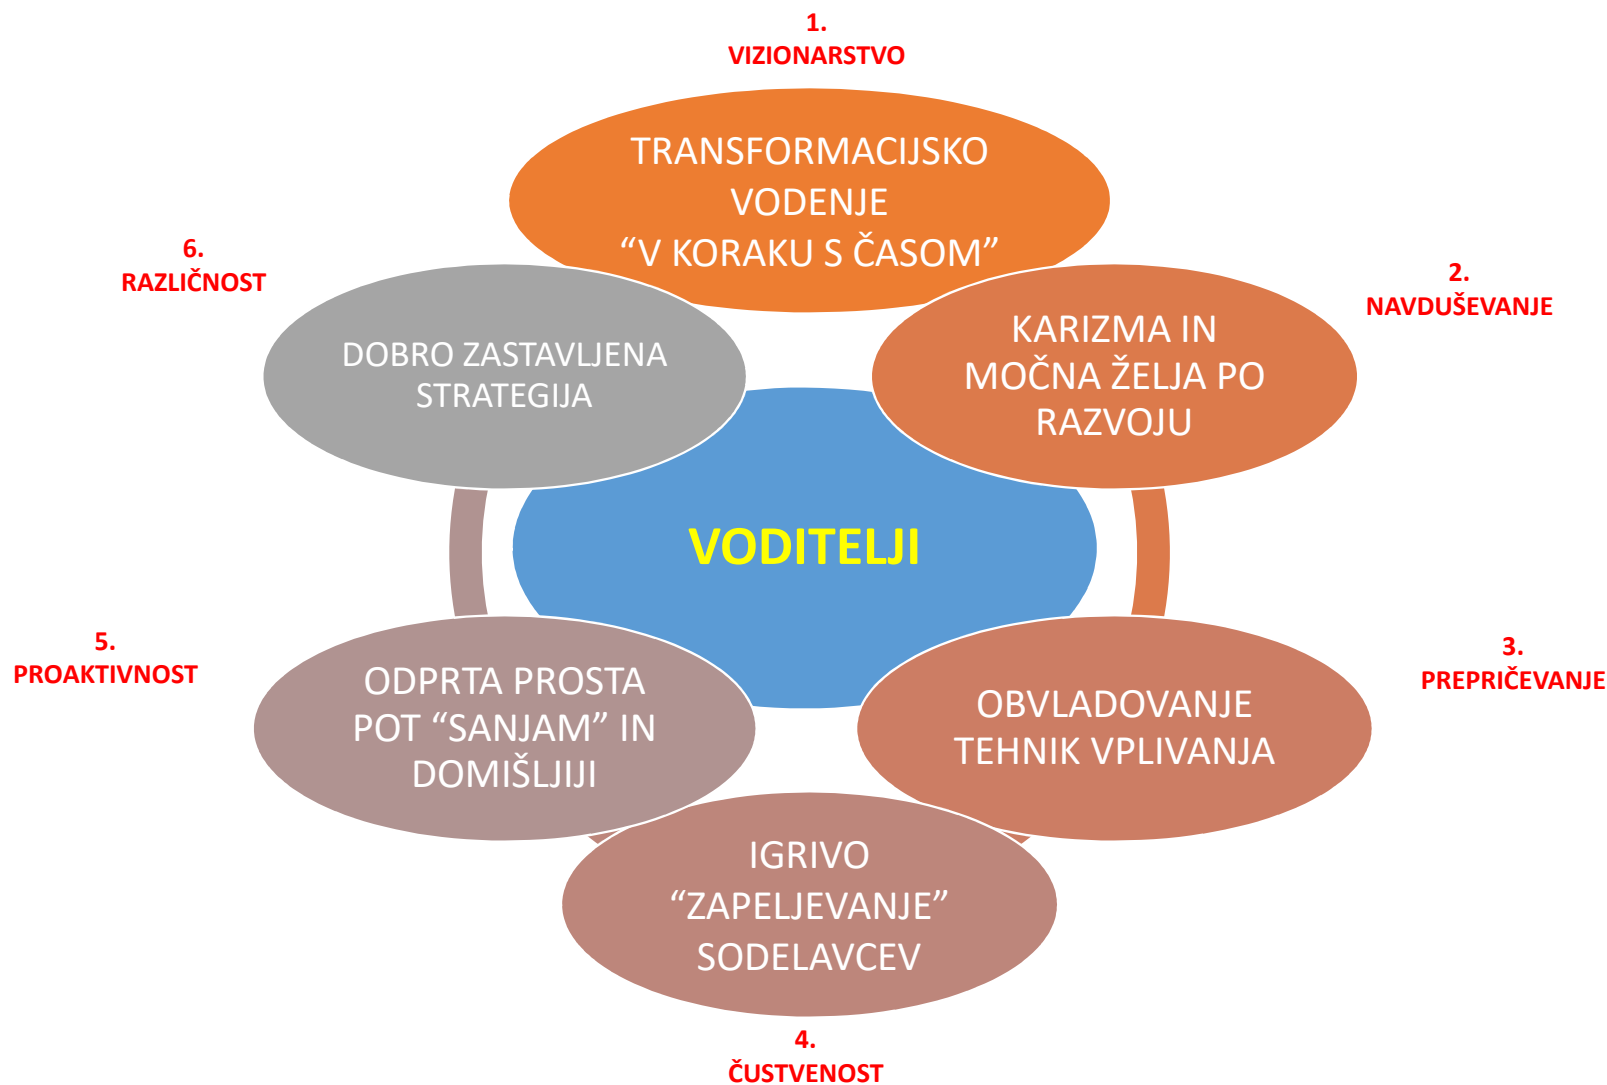 1.
VIZIONARSTVO
TRANSFORMACIJSKO
VODENJE
“V KORAKU S ČASOM”
2.
NAVDUŠEVANJE
KARIZMA IN
MOČNA ŽELJA PO
RAZVOJU
3.
PREPRIČEVANJE
OBVLADOVANJE
TEHNIK VPLIVANJA
4.
ČUSTVENOST
IGRIVO
“ZAPELJEVANJE”
SODELAVCEV
5.
PROAKTIVNOST
ODPRTA PROSTA
POT “SANJAM” IN
DOMIŠLJIJI
6.
RAZLIČNOST
DOBRO ZASTAVLJENA
STRATEGIJA
VODITELJI